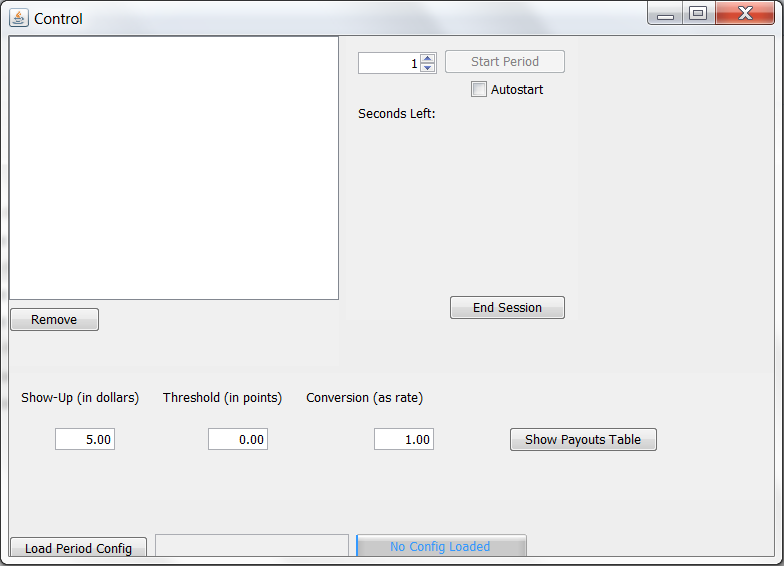 Control
1
Start Period
Autostart
Seconds Left:
End Session
Remove
Show-Up (in dollars)
Threshold (in points)
Conversion (as rate)
5.00
0.00
1.00
Show Payouts Table
Load Period Config
No Config Loaded